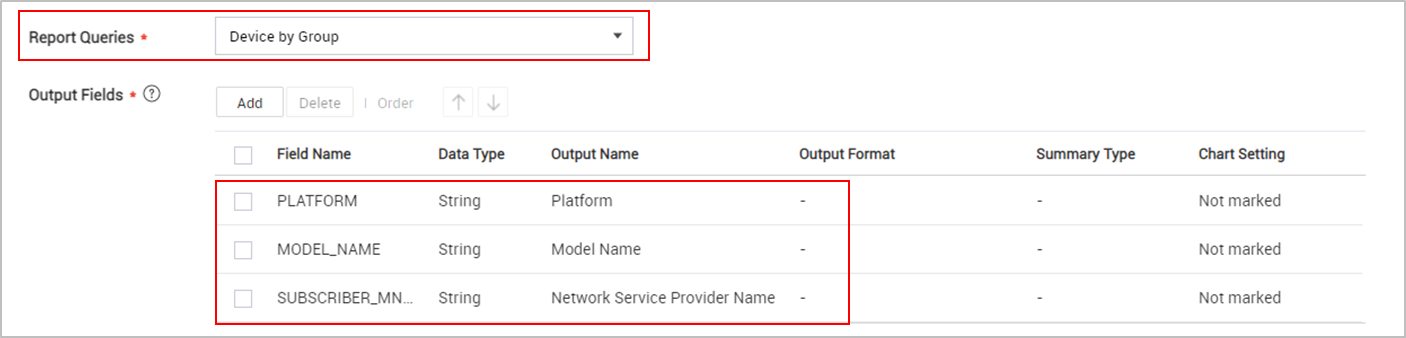 Report Queries * Device by Group
Output Fields * ? Add Delete | Order ↑ ↓
Field Name Data Type Output Name Output Format Summary Type Chart Setting
PLATFORM String Platform - - Not marked
MODEL_NAME String Model Name - - Not marked
SUBSCRIBER_MN... String Network Service Provider Name - - Not marked